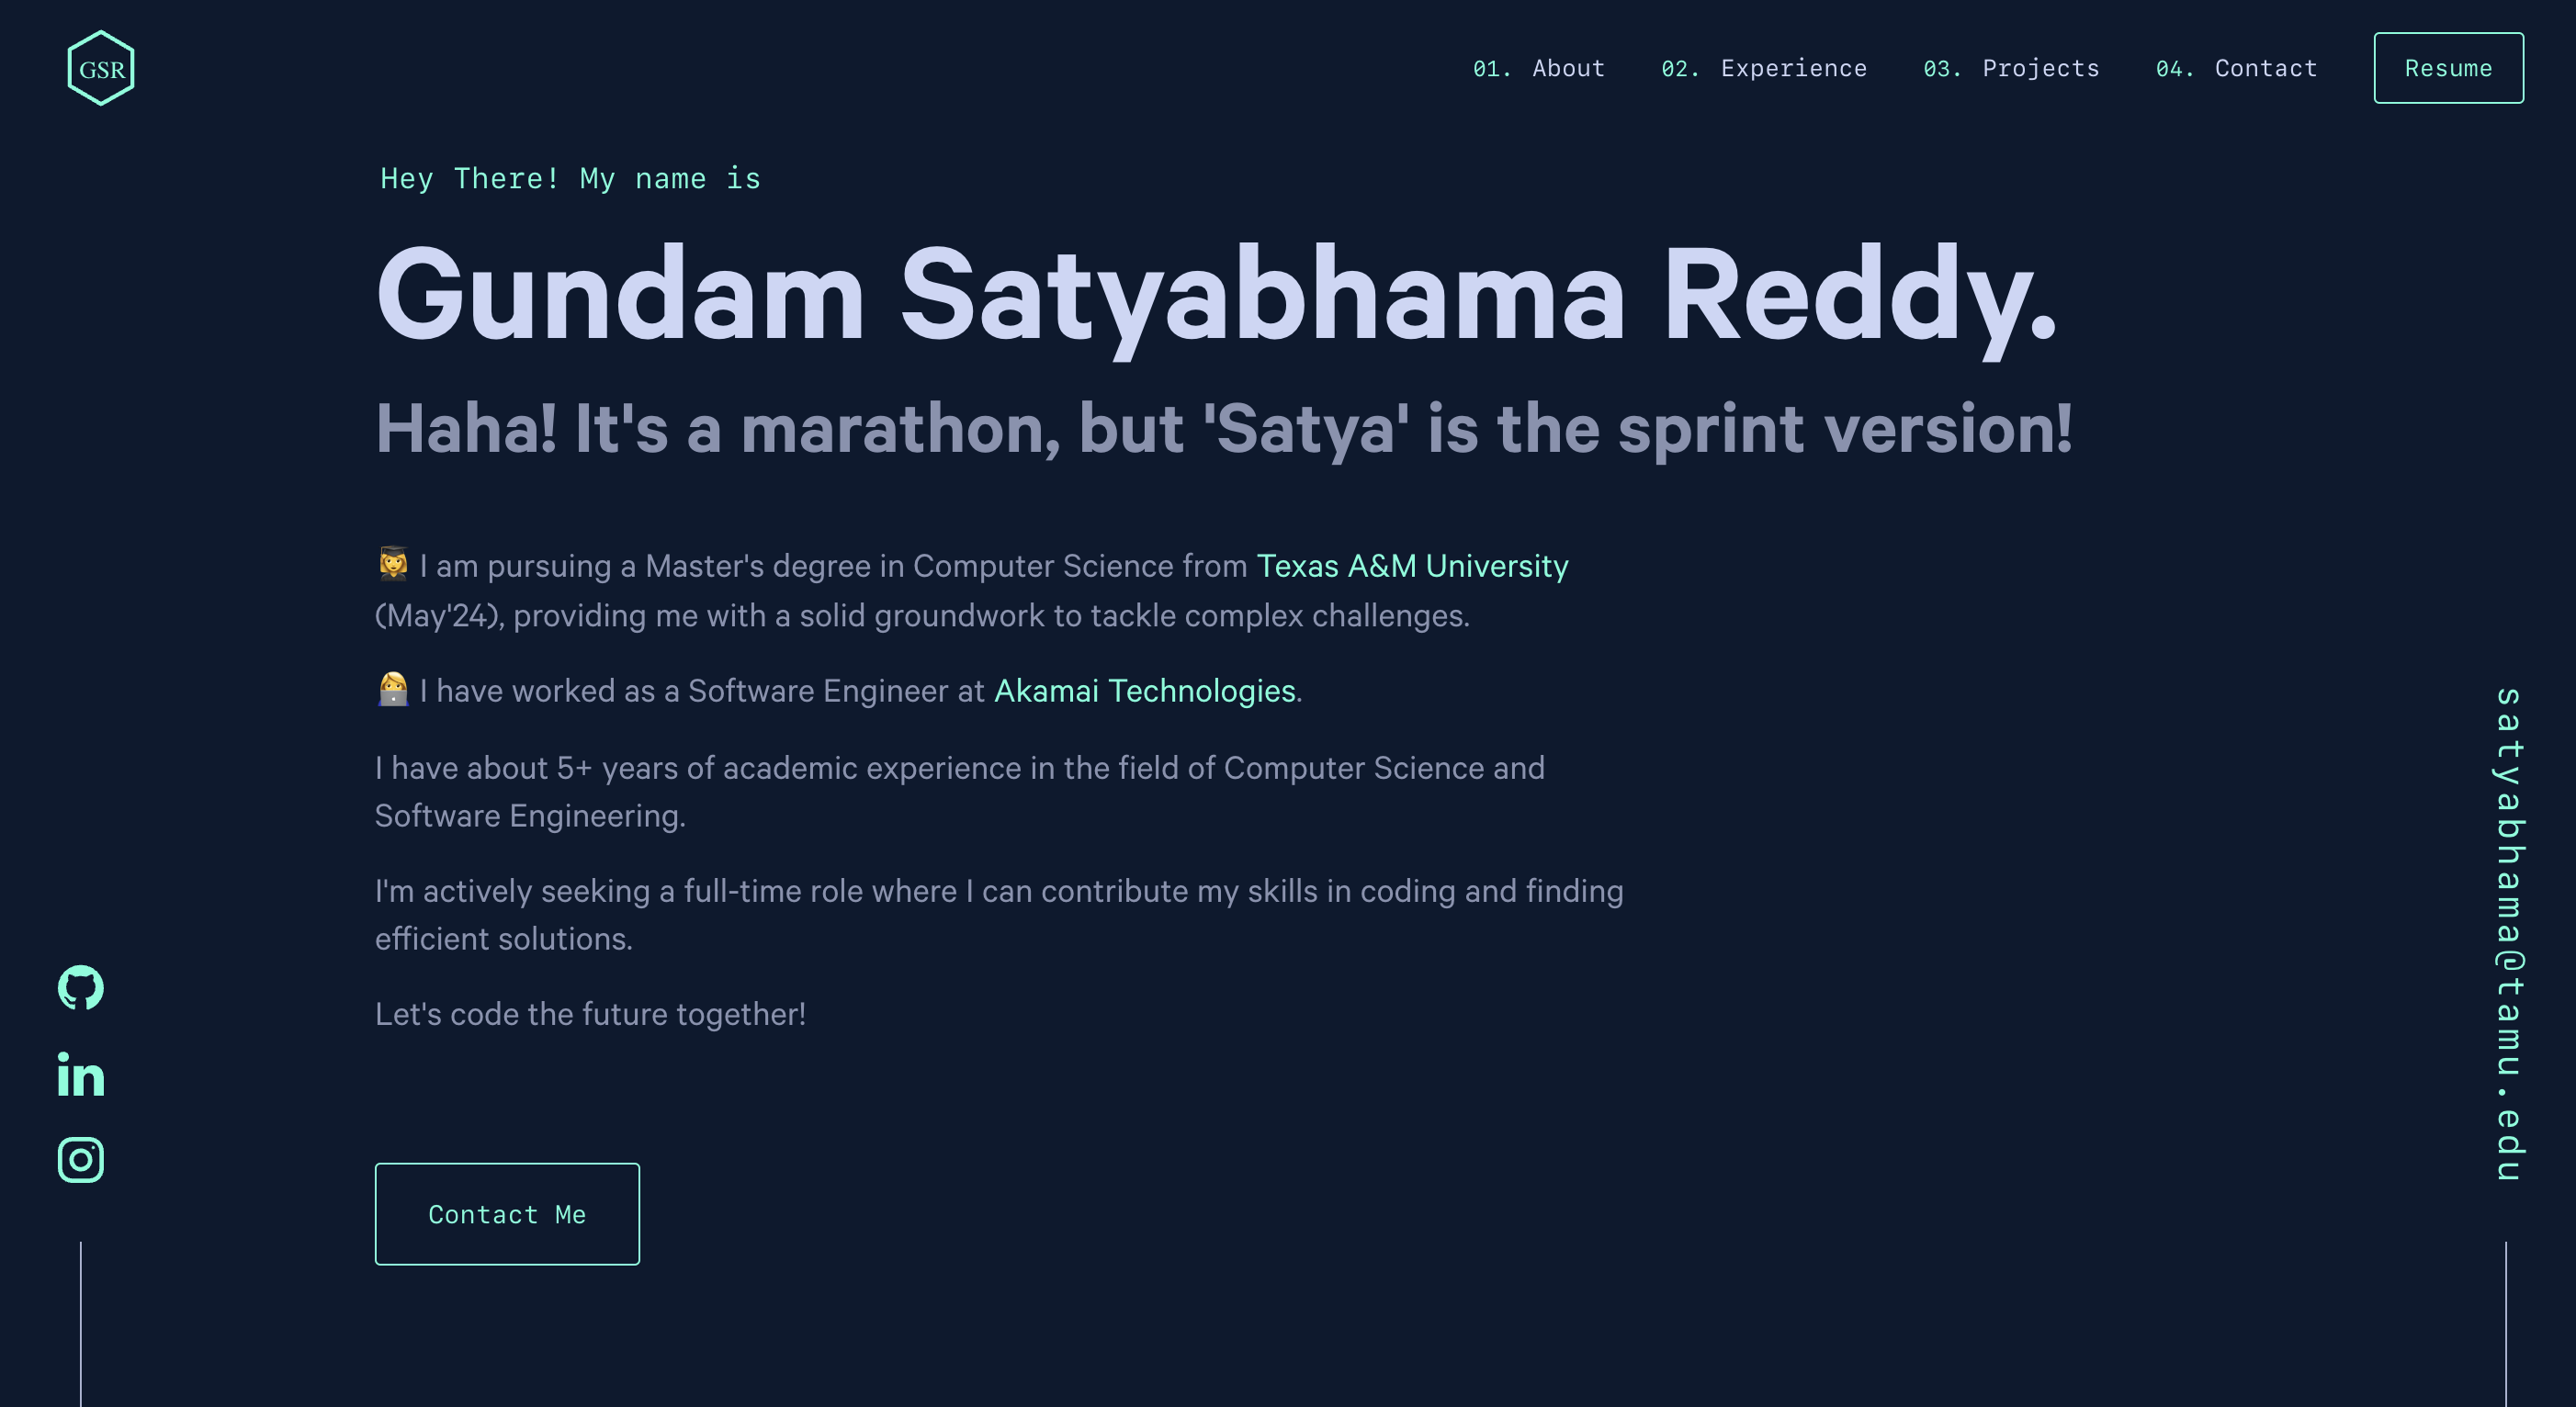 GSR
01. About
02. Experience
03. Projects
04. Contact
Resume
Hey There! My name is
Gundam Satyabhama Reddy.
Haha! It's a marathon, but 'Satya' is the sprint version!
👩‍🎓 I am pursuing a Master's degree in Computer Science from Texas A&M University
(May'24), providing me with a solid groundwork to tackle complex challenges.
👩‍💻 I have worked as a Software Engineer at Akamai Technologies.
I have about 5+ years of academic experience in the field of Computer Science and
Software Engineering.
I'm actively seeking a full-time role where I can contribute my skills in coding and finding
efficient solutions.
Let's code the future together!
in
Contact Me
satyabhama@tamu.edu